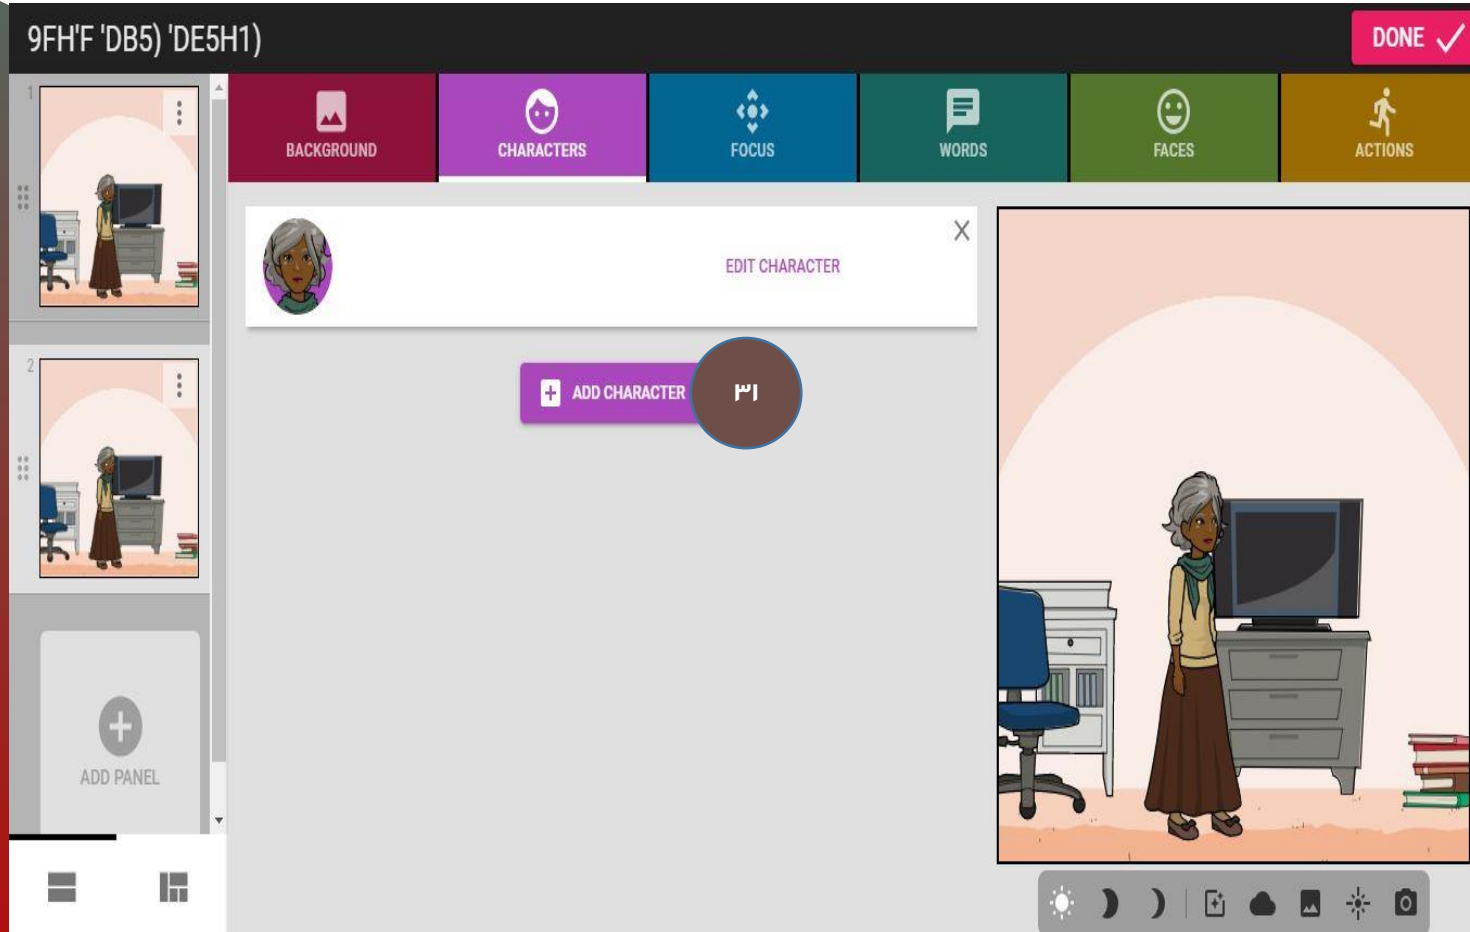 9FH'F 'DB5) 'DE5H1)
DONE
1
BACKGROUND
CHARACTERS
FOCUS
WORDS
FACES
ACTIONS
X
EDIT CHARACTER
2
ADD CHARACTER
٣١
ADD PANEL